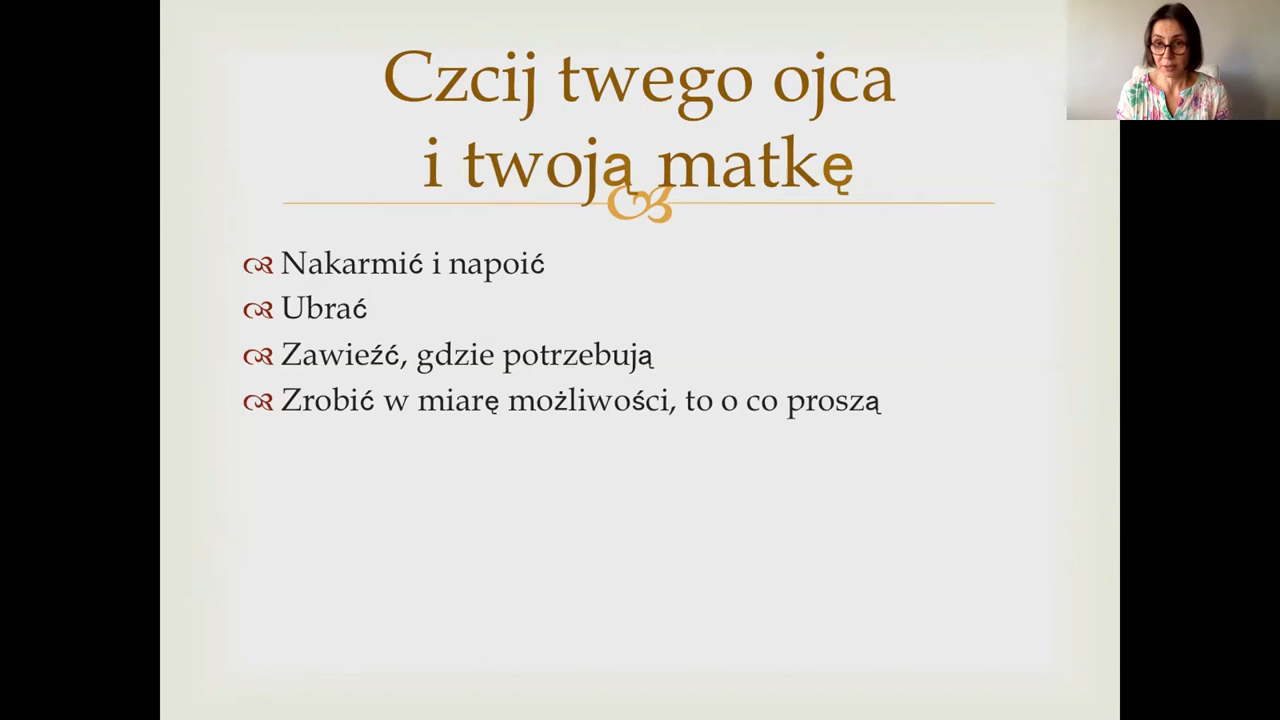 Czcij twego ojca
i twoją matkę
Nakarmić i napoić
Ubrać
Zawieźć, gdzie potrzebują
Zrobić w miarę możliwości, to o co proszą